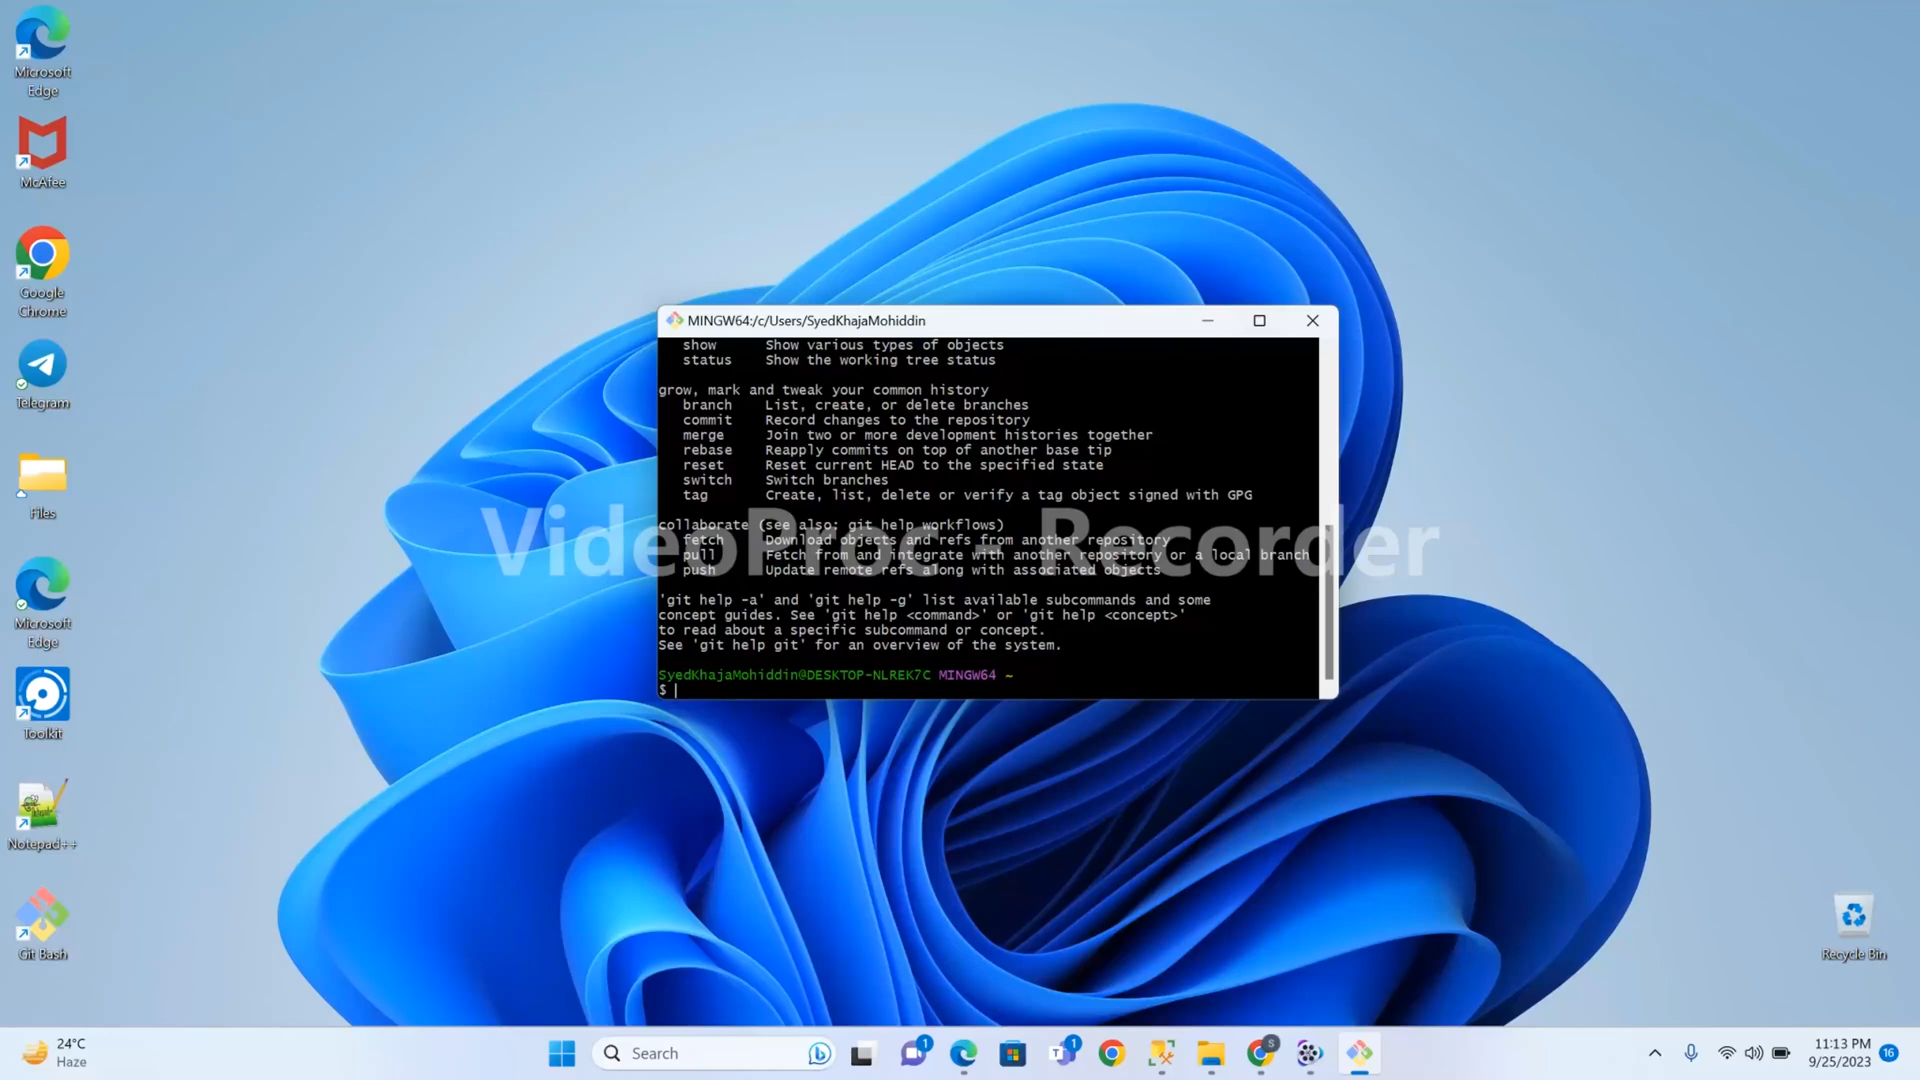 Microsoft
Edge
McAfee
Google
Chrome
Telegram
Files
Microsoft
Edge
Toolkit
Notepad++
Git Bash
Recycle Bin
MINGW64:/c/Users/SyedKhajaMohiddin
show Show various types of objects
status Show the working tree status
grow, mark and tweak your common history
branch List, create, or delete branches
commit Record changes to the repository
merge Join two or more development histories together
rebase Reapply commits on top of another base tip
reset Reset current HEAD to the specified state
switch Switch branches
tag Create, list, delete or verify a tag object signed with GPG
collaborate (see also: git help workflows)
fetch Download objects and refs from another repository
pull Fetch from and integrate with another repository or a local branch
push Update remote refs along with associated objects
'git help -a' and 'git help -g' list available subcommands and some
concept guides. See 'git help <command>' or 'git help <concept>'
to read about a specific subcommand or concept.
See 'git help git' for an overview of the system.
SyedKhajaMohiddin@DESKTOP-NLREK7C MINGW64 ~
$
VideoProc - Recorder
24°C
Haze
Search
1
T
1
S
11:13 PM
9/25/2023
16